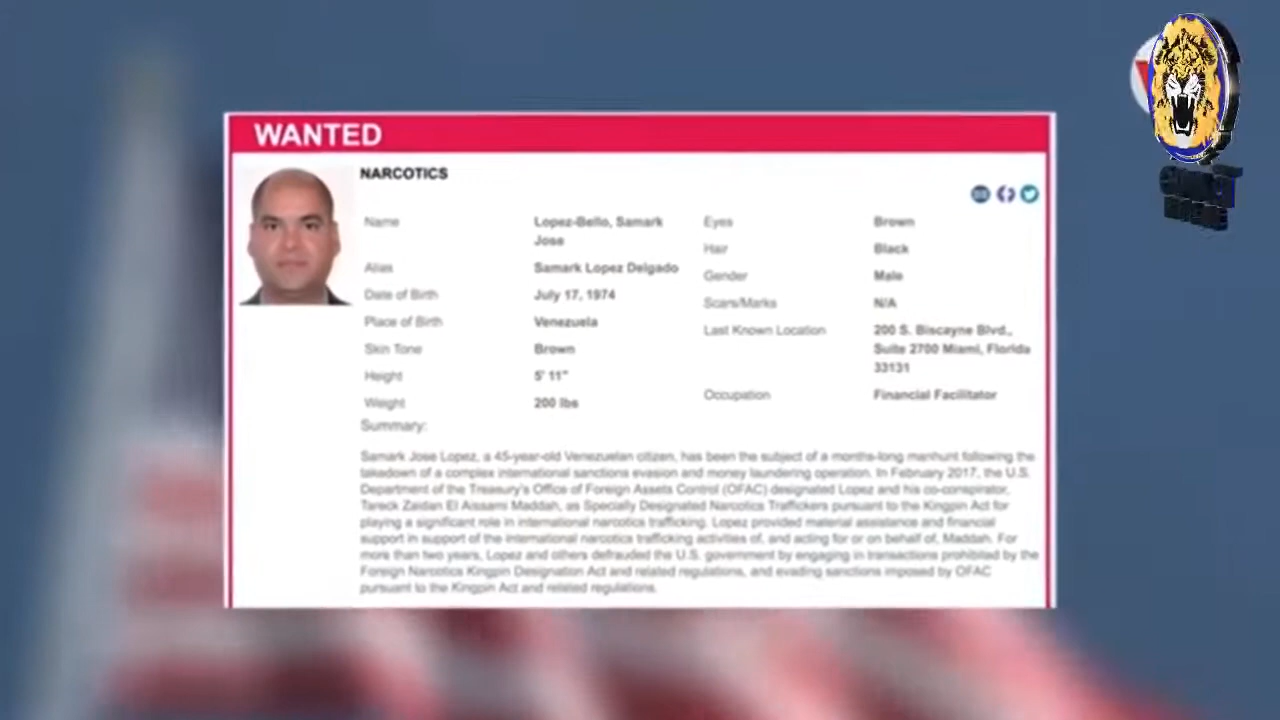 WANTED
NARCOTICS
Name Lopez-Bello, Samark Jose
Alias Samark Lopez Delgado
Date of Birth July 17, 1974
Place of Birth Venezuela
Skin Tone Brown
Height 5' 11"
Weight 200 lbs
Eyes Brown
Hair Black
Gender Male
Scars/Marks N/A
Last Known Location 200 S. Biscayne Blvd.,
Suite 2700 Miami, Florida
33131
Occupation Financial Facilitator
Summary:
Samark Jose Lopez, a 45-year-old Venezuelan citizen, has been the subject of a months-long manhunt following the
takedown of a complex international sanctions evasion and money laundering operation. In February 2017, the U.S.
Department of the Treasury's Office of Foreign Assets Control (OFAC) designated Lopez and his co-conspirator,
Tareck Zaidan El Aissami Maddah, as Specially Designated Narcotics Traffickers pursuant to the Kingpin Act for
playing a significant role in international narcotics trafficking. Lopez provided material assistance and financial
support in support of the international narcotics trafficking activities of, and acting for or on behalf of, Maddah. For
more than two years, Lopez and others defrauded the U.S. government by engaging in transactions prohibited by the
Foreign Narcotics Kingpin Designation Act and related regulations, and evading sanctions imposed by OFAC
pursuant to the Kingpin Act and related regulations.